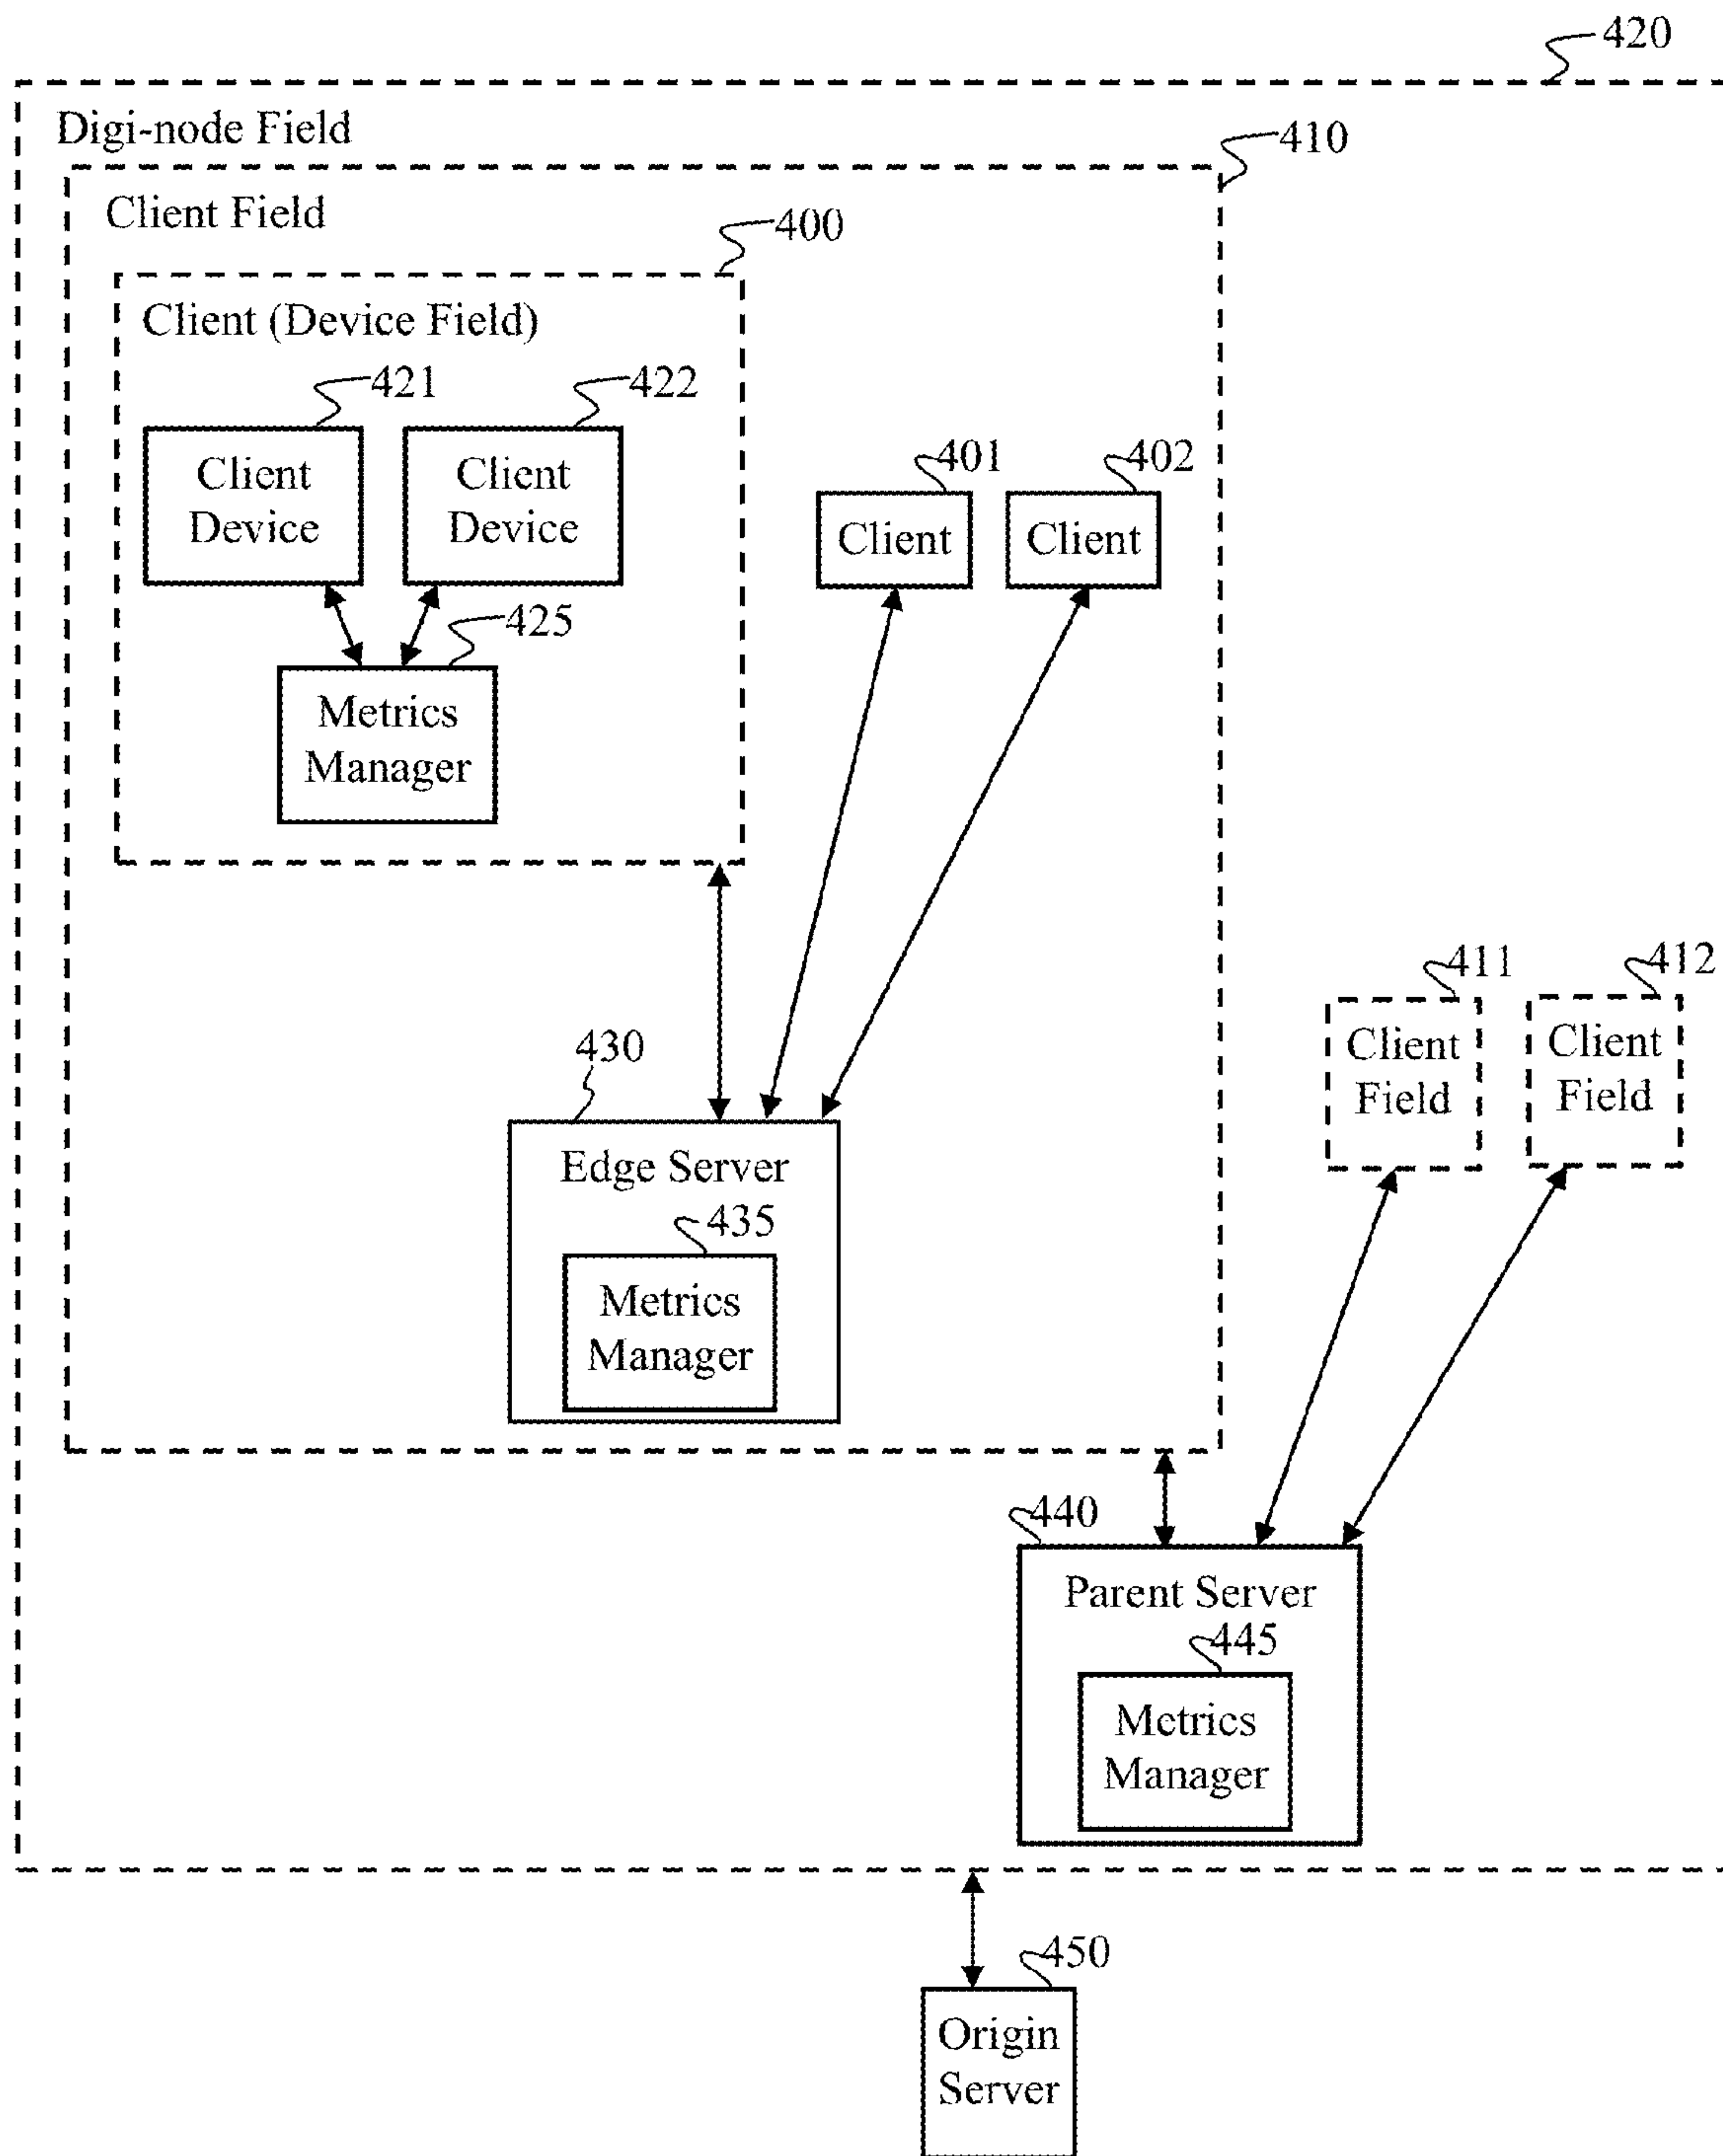 420
Digi-node Field
410
Client Field
400
Client (Device Field)
421
422
Client
Device
Client
Device
401
402
Client
Client
425
Metrics
Manager
411
412
Client
Field
Client
Field
430
Edge Server
435
Metrics
Manager
440
Parent Server
445
Metrics
Manager
450
Origin
Server